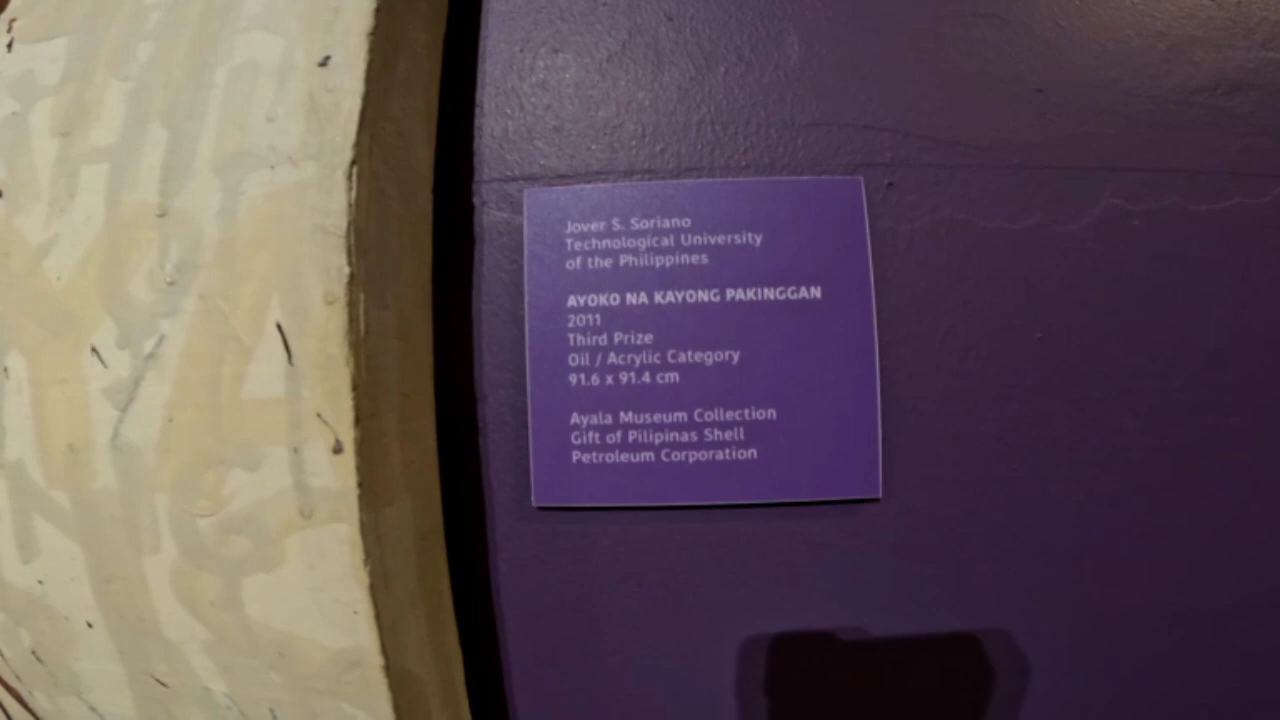 Jover S. Soriano
Technological University
of the Philippines
AYOKO NA KAYONG PAKINGGAN
2011
Third Prize
Oil / Acrylic Category
91.6 x 91.4 cm
Ayala Museum Collection
Gift of Pilipinas Shell
Petroleum Corporation